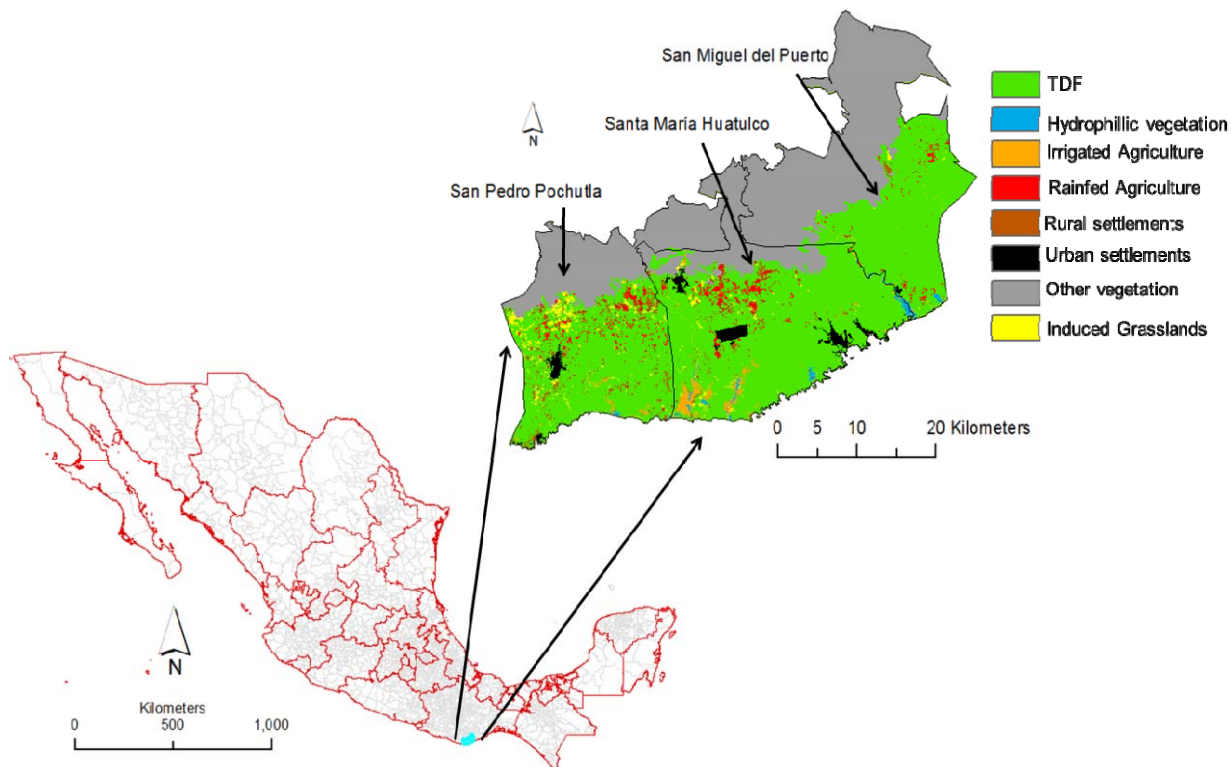 San Miguel del Puerto
Santa María Huatulco
San Pedro Pochutla
N
TDF
Hydrophillic vegetation
Irrigated Agriculture
Rainfed Agriculture
Rural settlements
Urban settlements
Other vegetation
Induced Grasslands
0 5 10 20 Kilometers
N
Kilometers
0 500 1,000